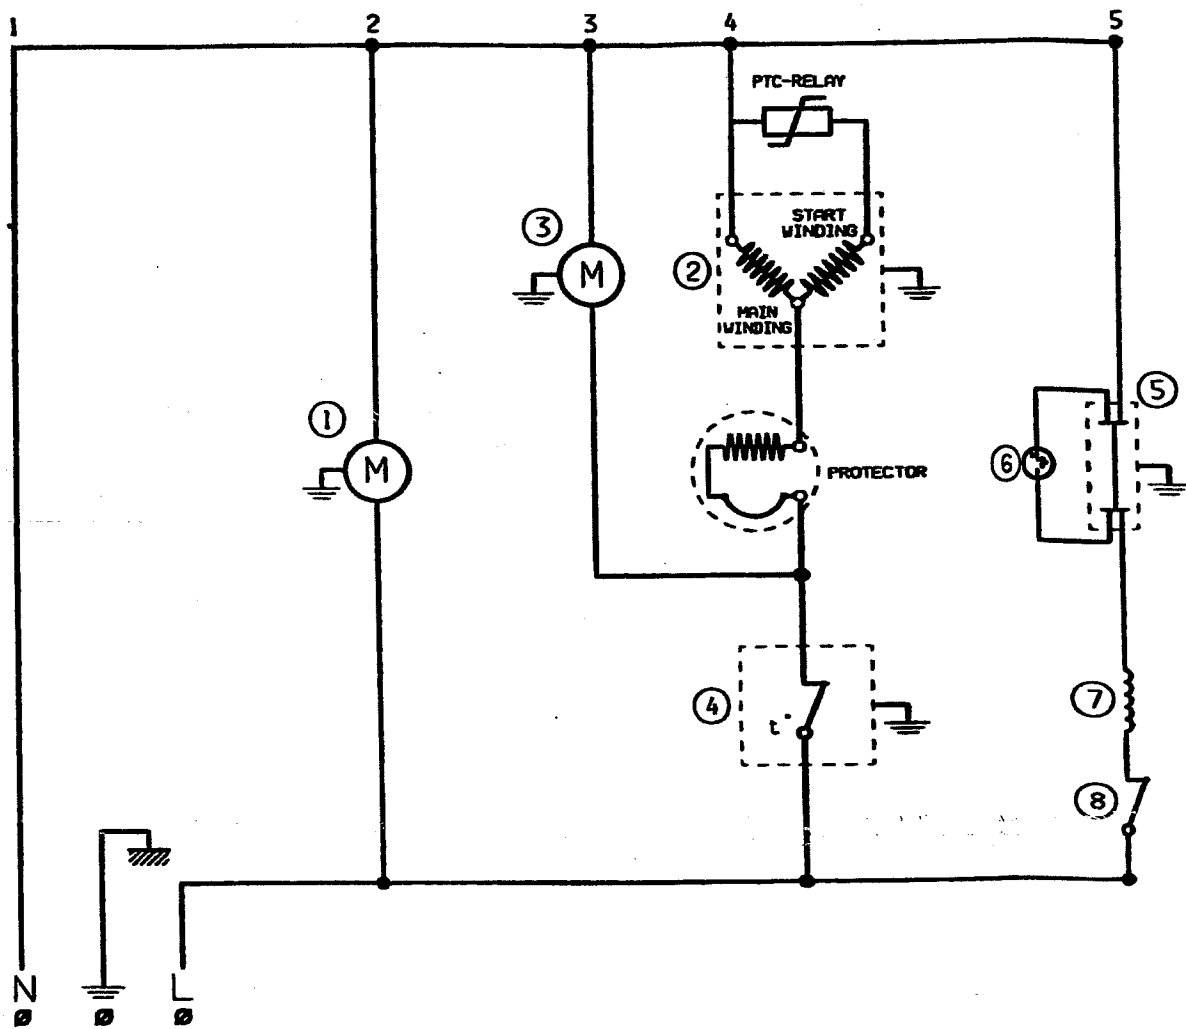 1 2 3 4 5
PTC-RELAY
START
WINDING
3
2
MAIN
WINDING
5
1
M
M
6
PROTECTOR
4
t°
7
8
N
L
Ø Ø Ø